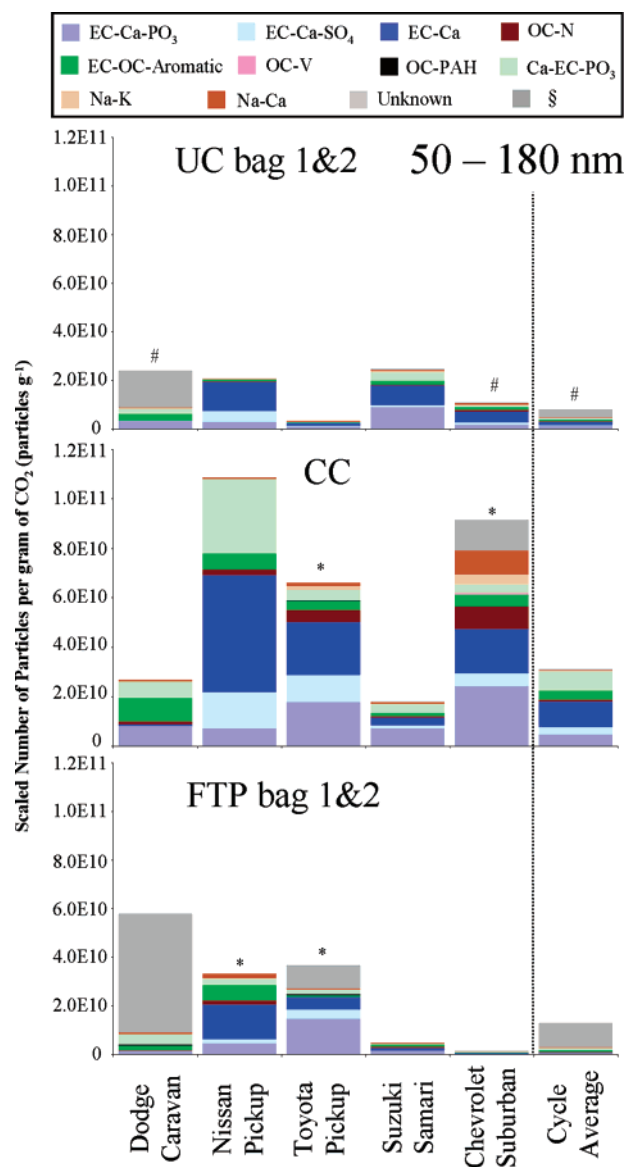 EC-Ca-PO₃ EC-Ca-SO₄ EC-Ca OC-N
EC-OC-Aromatic OC-V OC-PAH Ca-EC-PO₃
Na-K Na-Ca Unknown §
Scaled Number of Particles per gram of CO₂ (particles g⁻¹)
1.2E11
UC bag 1&2 50 – 180 nm
1.0E11
8.0E10
6.0E10
4.0E10
2.0E10
0
# # #
1.2E11
CC
1.0E11
8.0E10
6.0E10
4.0E10
2.0E10
0
* *
1.2E11
FTP bag 1&2
1.0E11
8.0E10
6.0E10
4.0E10
2.0E10
0
* *
Dodge
Caravan
Nissan
Pickup
Toyota
Pickup
Suzuki
Samari
Chevrolet
Suburban
Cycle
Average